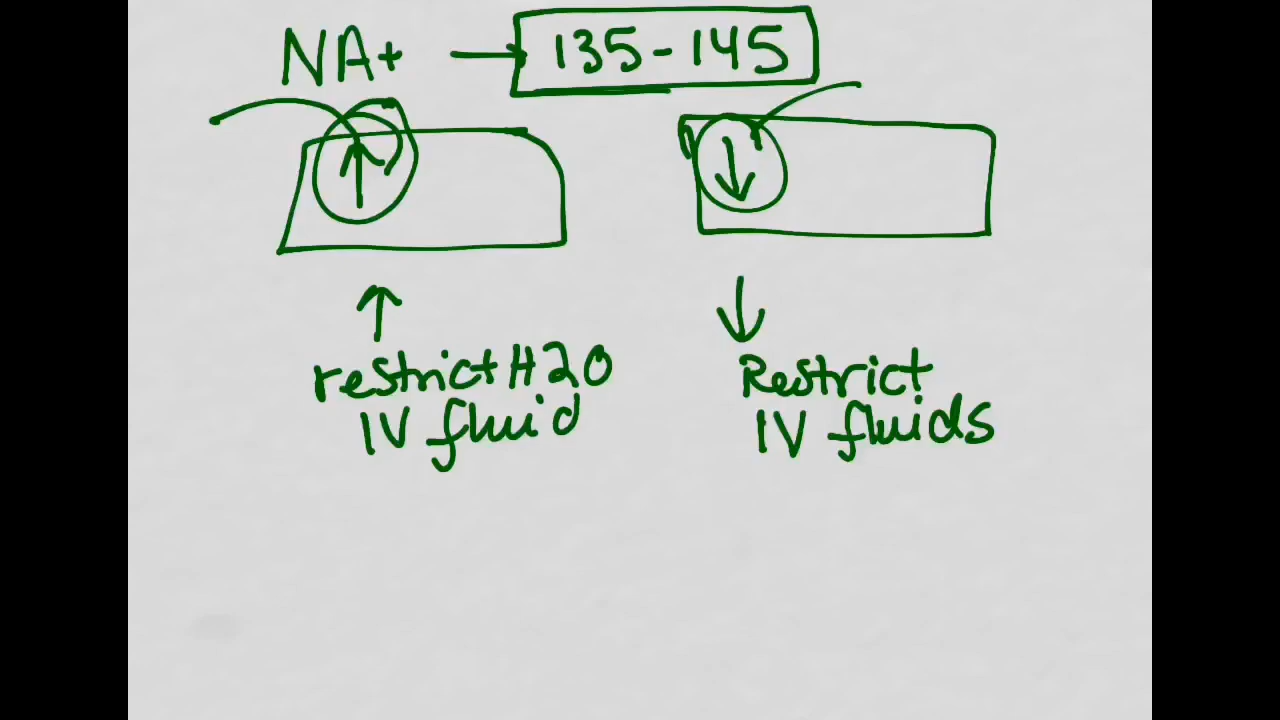 NA+ → 135-145
↑ ↓
↑ ↓
restrict H2O Restrict
IV fluid IV fluids